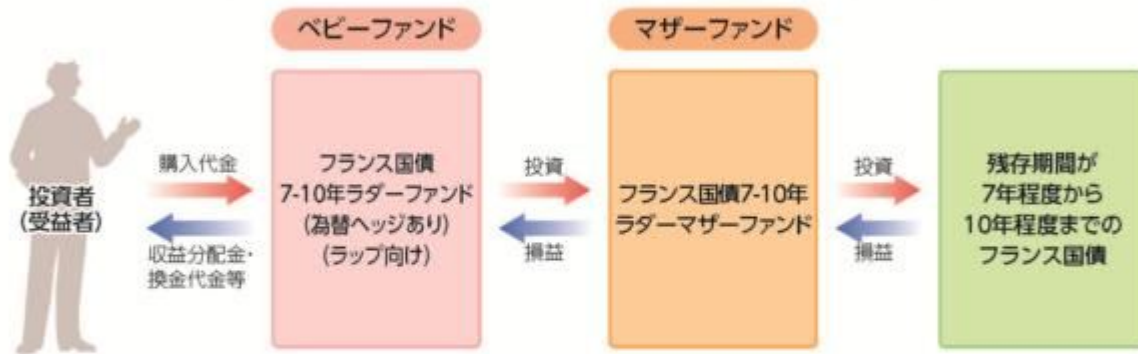 ベビーファンド
マザーファンド
投資者
(受益者)
購入代金
収益分配金・
換金代金等
フランス国債
7-10年ラダーファンド
(為替ヘッジあり)
(ラップ向け)
投資
損益
フランス国債7-10年
ラダーマザーファンド
投資
損益
残存期間が
7年程度から
10年程度までの
フランス国債